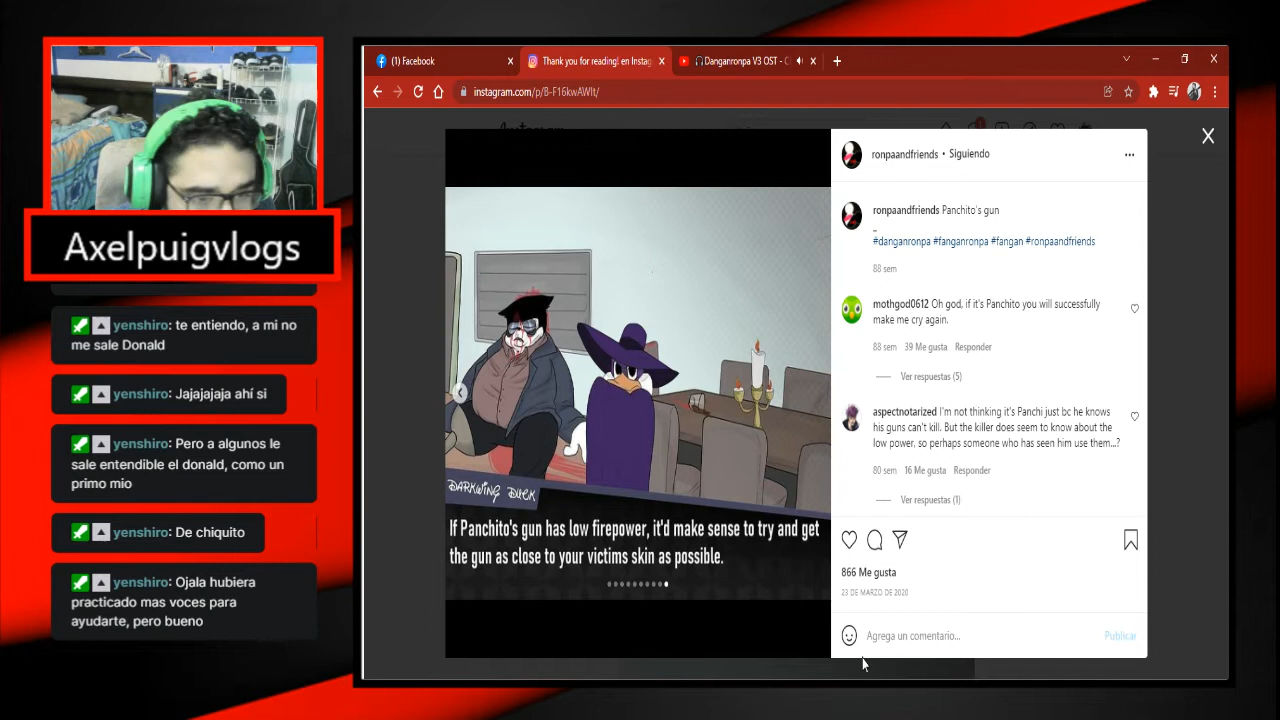 Axelpuigvlogs
yenshiro: te entiendo, a mi no
me sale Donald
yenshiro: Jajajajaja ahí si
yenshiro: Pero a algunos le
sale entendible el donald, como un
primo mio
yenshiro: De chiquito
yenshiro: Ojala hubiera
practicado mas voces para
ayudarte, pero bueno
(1) Facebook
Thank you for reading! en Instag
Danganronpa V3 OST - C
instagram.com/p/B-F16kwAWIt/
DARKWING DUCK
If Panchito's gun has low firepower, it'd make sense to try and get
the gun as close to your victims skin as possible.
ronpaandfriends • Siguiendo
ronpaandfriends Panchito's gun
-
#danganronpa #fanganronpa #fangan #ronpaandfriends
88 sem
mothgod0612 Oh god, if it's Panchito you will successfully
make me cry again.
88 sem 39 Me gusta Responder
Ver respuestas (5)
aspectnotarized I'm not thinking it's Panchi just bc he knows
his guns can't kill. But the killer does seem to know about the
low power, so perhaps someone who has seen him use them...?
80 sem 16 Me gusta Responder
Ver respuestas (1)
866 Me gusta
23 DE MARZO DE 2020
Agrega un comentario...
Publicar